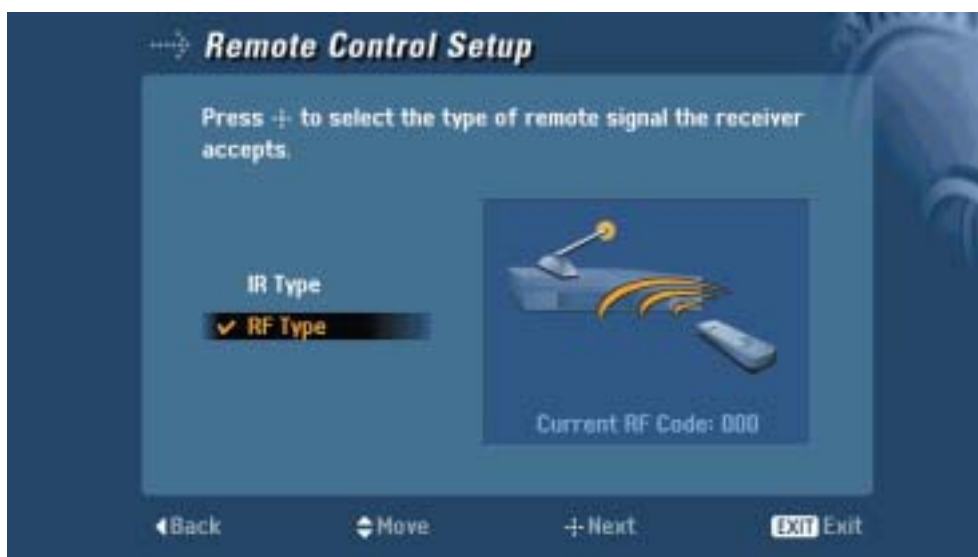 Remote Control Setup
Press to select the type of remote signal the receiver
accepts.
IR Type
RF Type
Current RF Code: 000
Back Move Next EXIT Exit